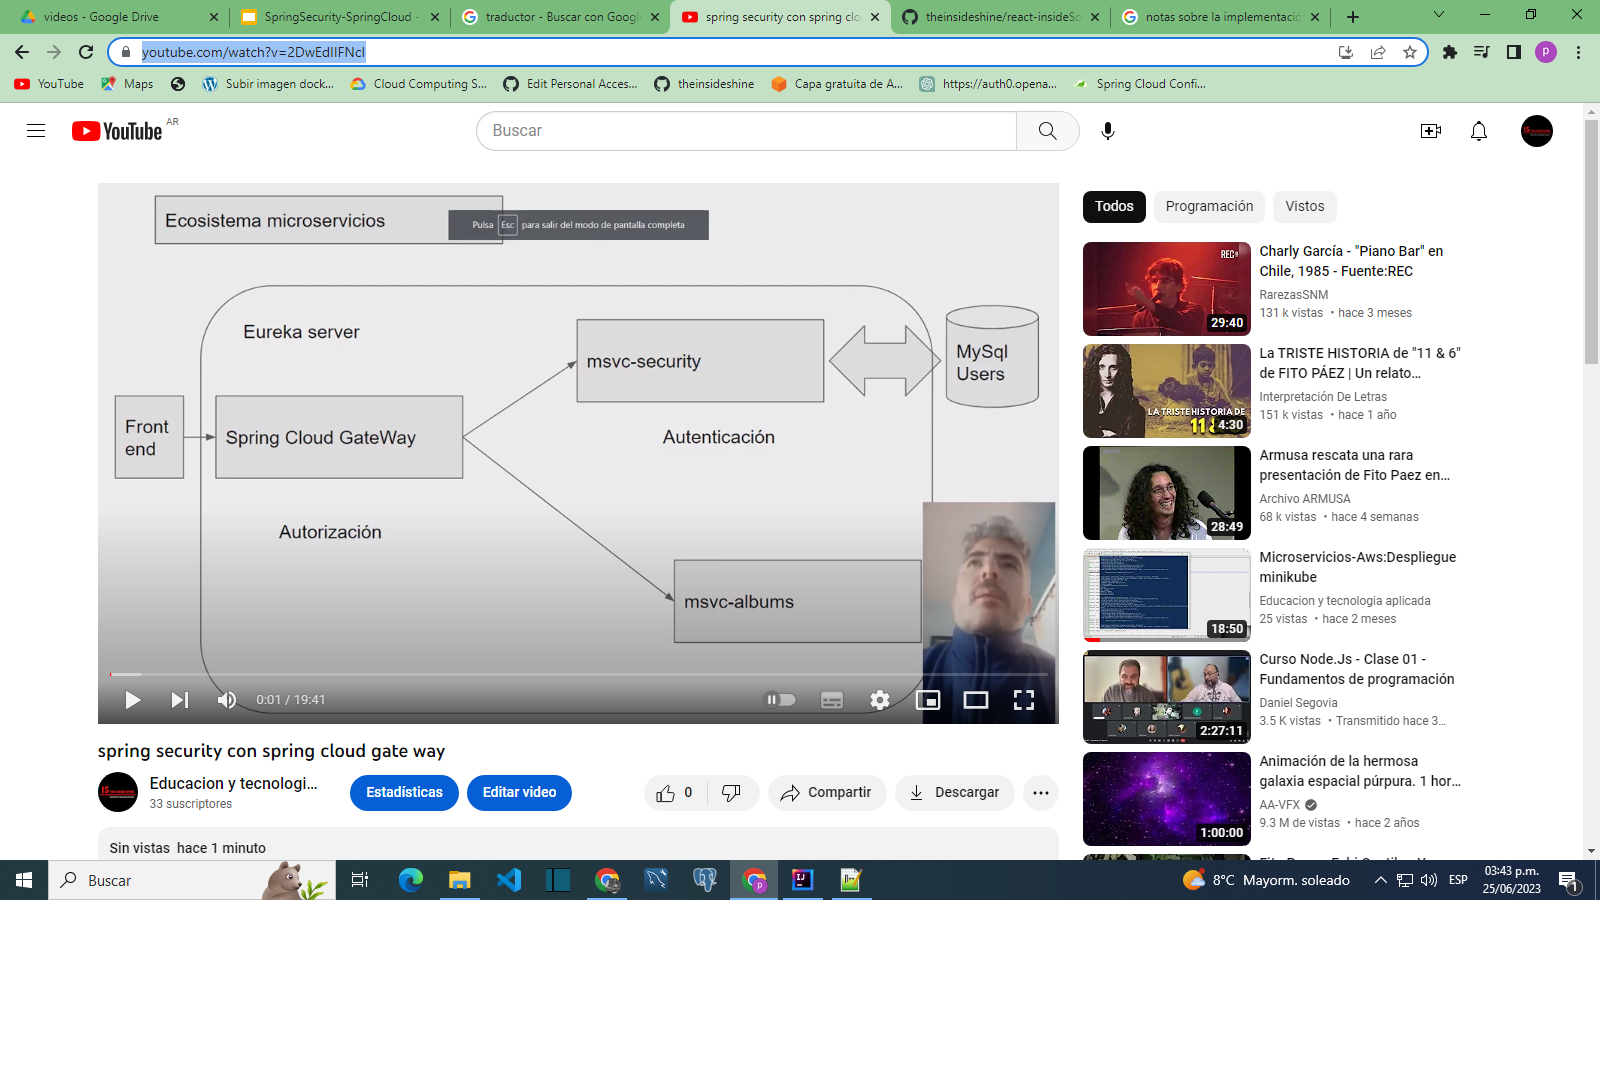 videos - Google Drive
SpringSecurity-SpringCloud -
traductor - Buscar con Google
spring security con spring clo
theinsideshine/react-insideSo
notas sobre la implementació
youtube.com/watch?v=2DwEdIIFNcI
P
YouTube
Maps
Subir imagen dock...
Cloud Computing S...
Edit Personal Acces...
theinsideshine
Capa gratuita de A...
https://auth0.opena...
Spring Cloud Confi...
YouTube AR
Buscar
Ecosistema microservicios
Pulsa Esc para salir del modo de pantalla completa
Eureka server
msvc-security
MySql
Users
Front
end
Spring Cloud GateWay
Autenticación
Autorización
msvc-albums
0:01 / 19:41
spring security con spring cloud gate way
Educacion y tecnologi...
33 suscriptores
Estadísticas
Editar video
0
Compartir
Descargar
Sin vistas hace 1 minuto
Todos
Programación
Vistos
REC
29:40
Charly García - "Piano Bar" en
Chile, 1985 - Fuente:REC
RarezasSNM
131 k vistas • hace 3 meses
LA TRISTE HISTORIA DE
11 &
4:30
La TRISTE HISTORIA de "11 & 6"
de FITO PÁEZ | Un relato...
Interpretación De Letras
151 k vistas • hace 1 año
28:49
Armusa rescata una rara
presentación de Fito Paez en...
Archivo ARMUSA
68 k vistas • hace 4 semanas
18:50
Microservicios-Aws:Despliegue
minikube
Educacion y tecnologia aplicada
25 vistas • hace 2 meses
2:27:11
Curso Node.Js - Clase 01 -
Fundamentos de programación
Daniel Segovia
3.5 K vistas • Transmitido hace 3...
1:00:00
Animación de la hermosa
galaxia espacial púrpura. 1 hor...
AA-VFX
9.3 M de vistas • hace 2 años
Buscar
8°C Mayorm. soleado
ESP
03:43 p.m.
25/06/2023
1